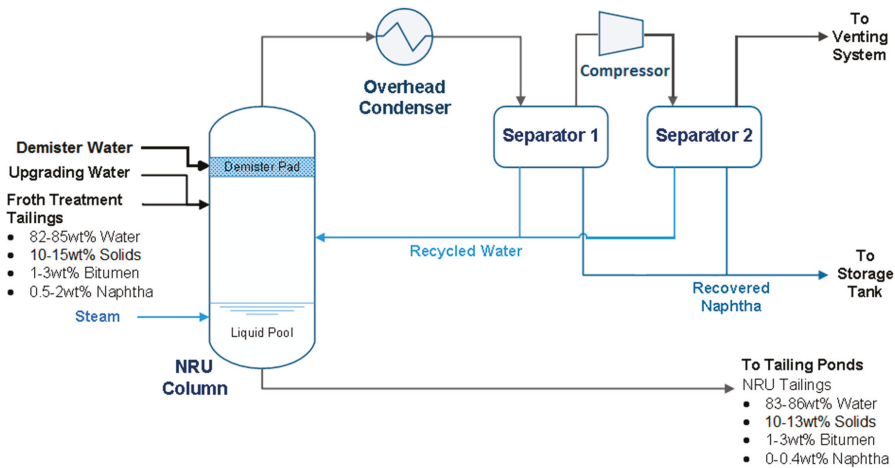 To
Venting
System
Compressor
Overhead
Condenser
Separator 1
Separator 2
Demister Water
Demister Pad
Upgrading Water
Froth Treatment
Tailings
• 82-85wt% Water
• 10-15wt% Solids
• 1-3wt% Bitumen
• 0.5-2wt% Naphtha
Recycled Water
To
Storage
Tank
Recovered
Naphtha
Steam
Liquid Pool
NRU
Column
To Tailing Ponds
NRU Tailings
• 83-86wt% Water
• 10-13wt% Solids
• 1-3wt% Bitumen
• 0-0.4wt% Naphtha